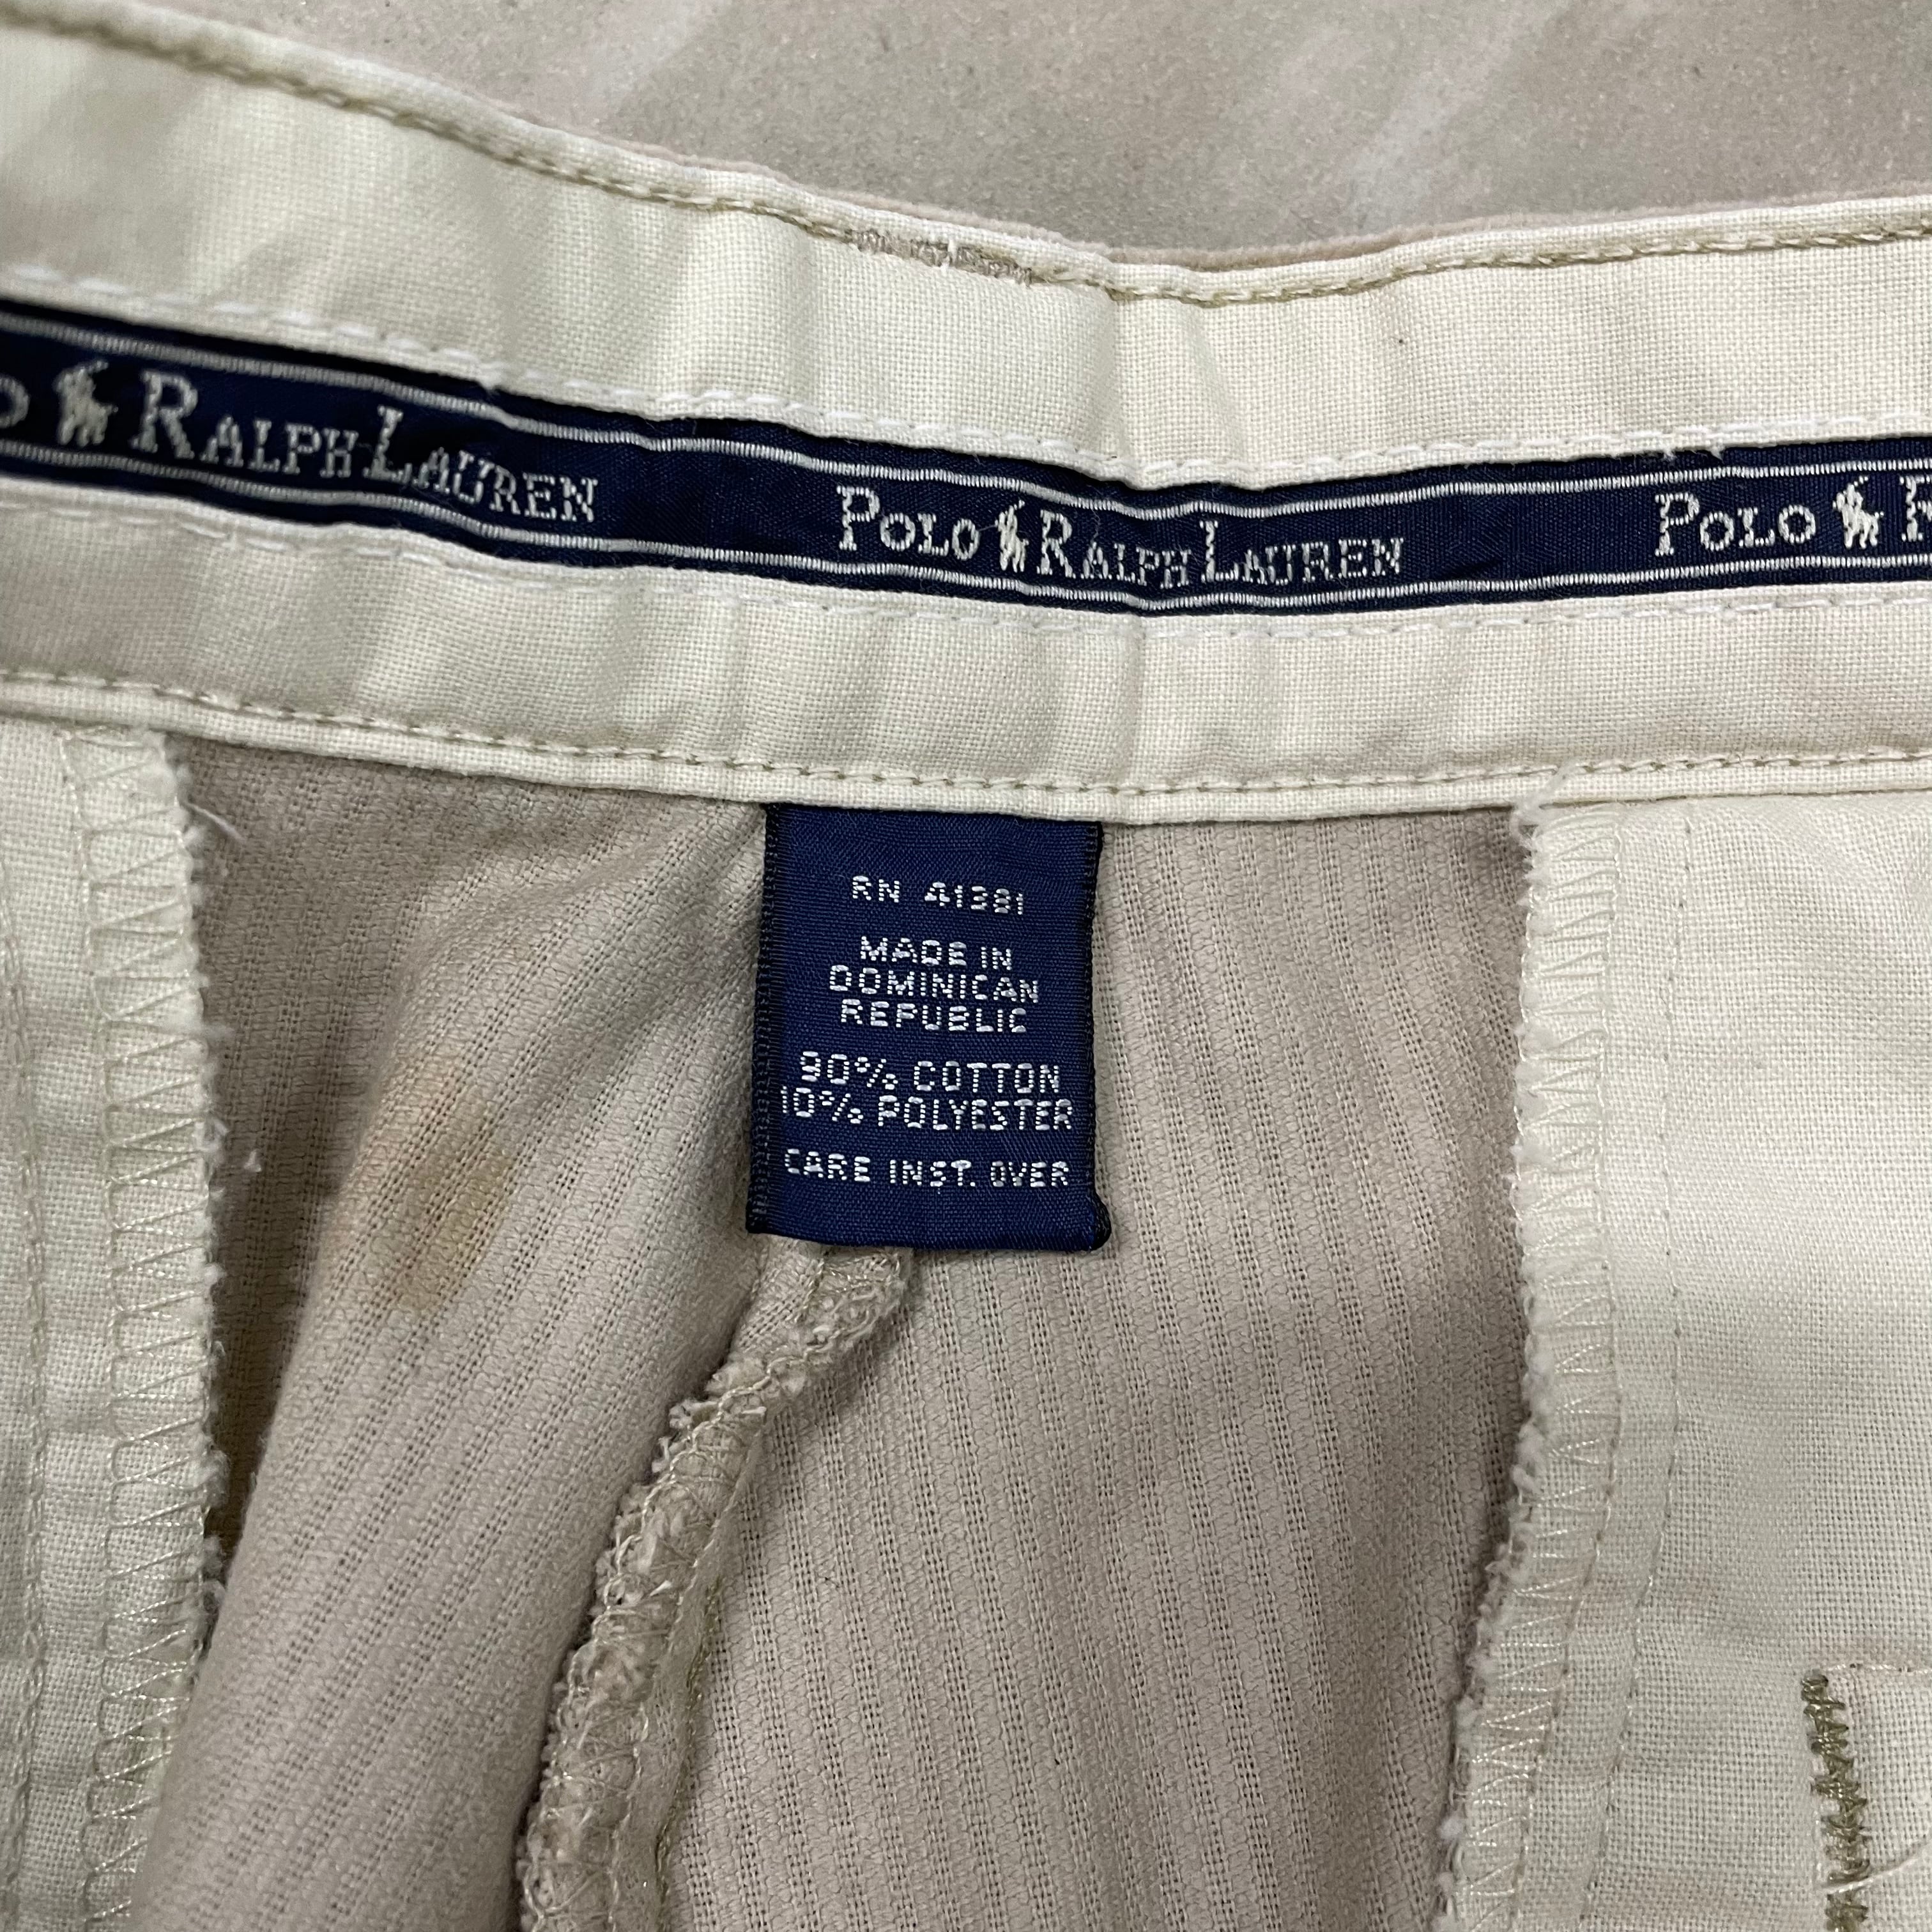 O RALPH LAUREN
POLO RALPH LAUREN
POLO R
RN 41381
MADE IN
DOMINICAN
REPUBLIC
90% COTTON
10% POLYESTER
CARE INST. OVER